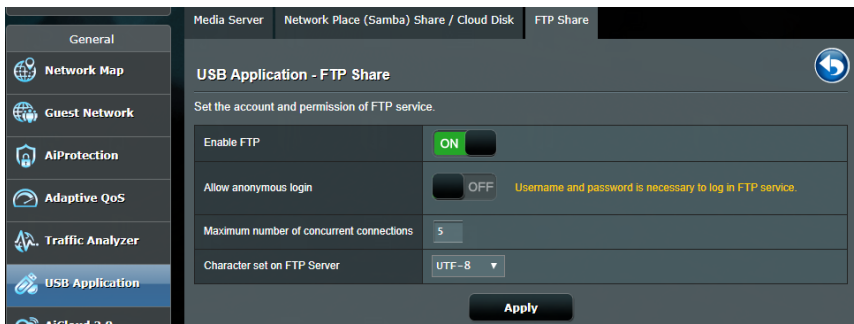 Media Server
Network Place (Samba) Share / Cloud Disk
FTP Share
General
Network Map
Guest Network
AiProtection
Adaptive QoS
Traffic Analyzer
USB Application
AiCloud 2.0
USB Application - FTP Share
Set the account and permission of FTP service.
Enable FTP
ON
Allow anonymous login
OFF
Username and password is necessary to log in FTP service.
Maximum number of concurrent connections
5
Character set on FTP Server
UTF-8
Apply